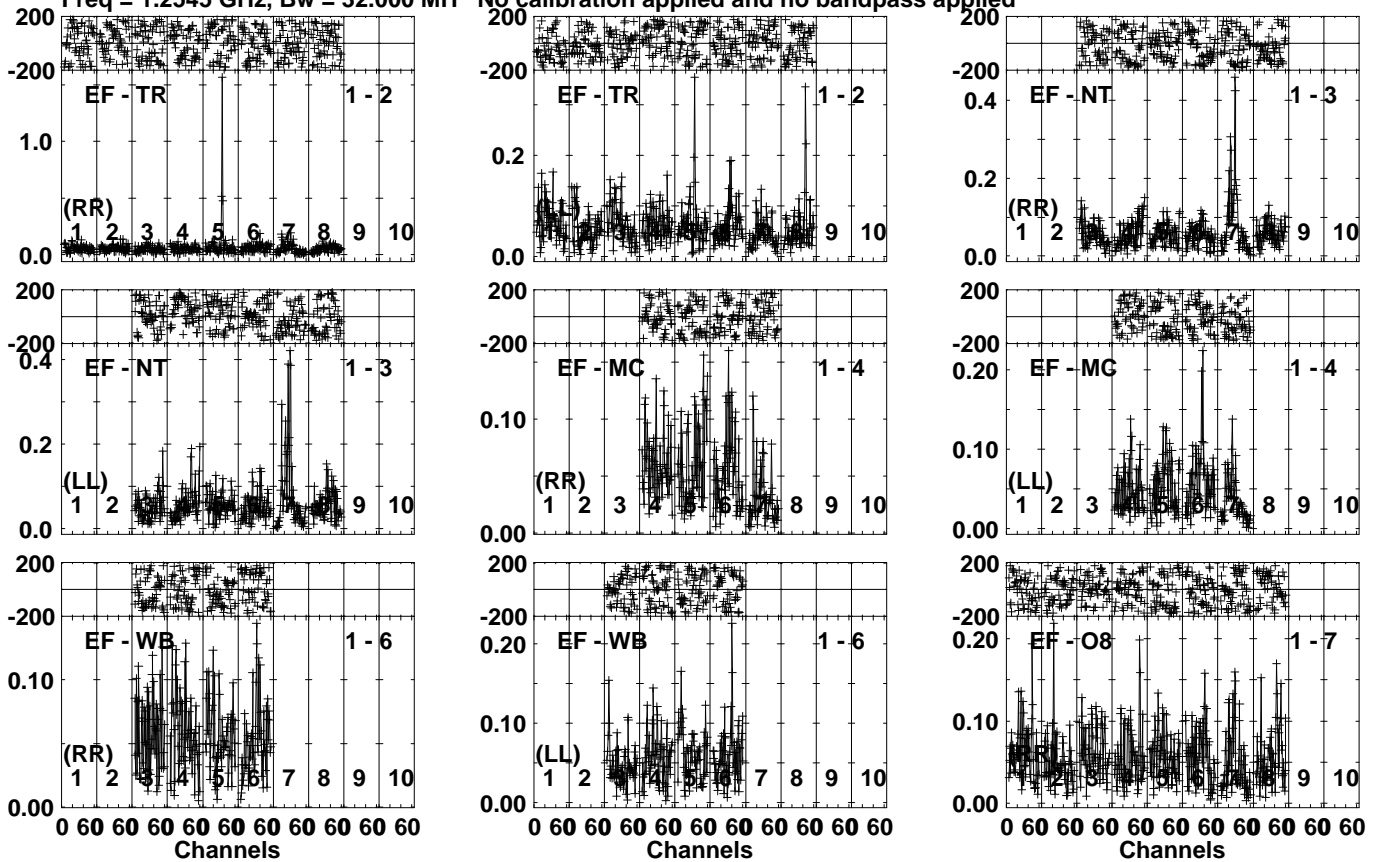 Freq = 1.2545 GHz, Bw = 32.000 MH No calibration applied and no bandpass applied
200
-200
EF - TR 1 - 2
1.0
(RR)
1 2 3 4 5 6 7 8 9 10
0.0
200
-200
EF - TR 1 - 2
0.2
(LL)
1 2 3 4 5 6 7 8 9 10
0.0
200
-200
EF - NT 1 - 3
0.4
0.2
(RR)
1 2 3 4 5 6 7 8 9 10
0.0
200
-200
0.4
EF - NT 1 - 3
0.2
(LL)
1 2 3 4 5 6 7 8 9 10
0.0
200
-200
EF - MC 1 - 4
0.10
(RR)
1 2 3 4 5 6 7 8 9 10
0.00
200
-200
EF - MC 1 - 4
0.20
0.10
(LL)
1 2 3 4 5 6 7 8 9 10
0.00
200
-200
EF - WB 1 - 6
0.10
(RR)
1 2 3 4 5 6 7 8 9 10
0.00
0 60 60 60 60 60 60 60 60 60 60
Channels
200
-200
EF - WB 1 - 6
0.20
0.10
(LL)
1 2 3 4 5 6 7 8 9 10
0.00
0 60 60 60 60 60 60 60 60 60 60
Channels
200
-200
EF - O8 1 - 7
0.20
0.10
(RR)
1 2 3 4 5 6 7 8 9 10
0.00
0 60 60 60 60 60 60 60 60 60 60
Channels